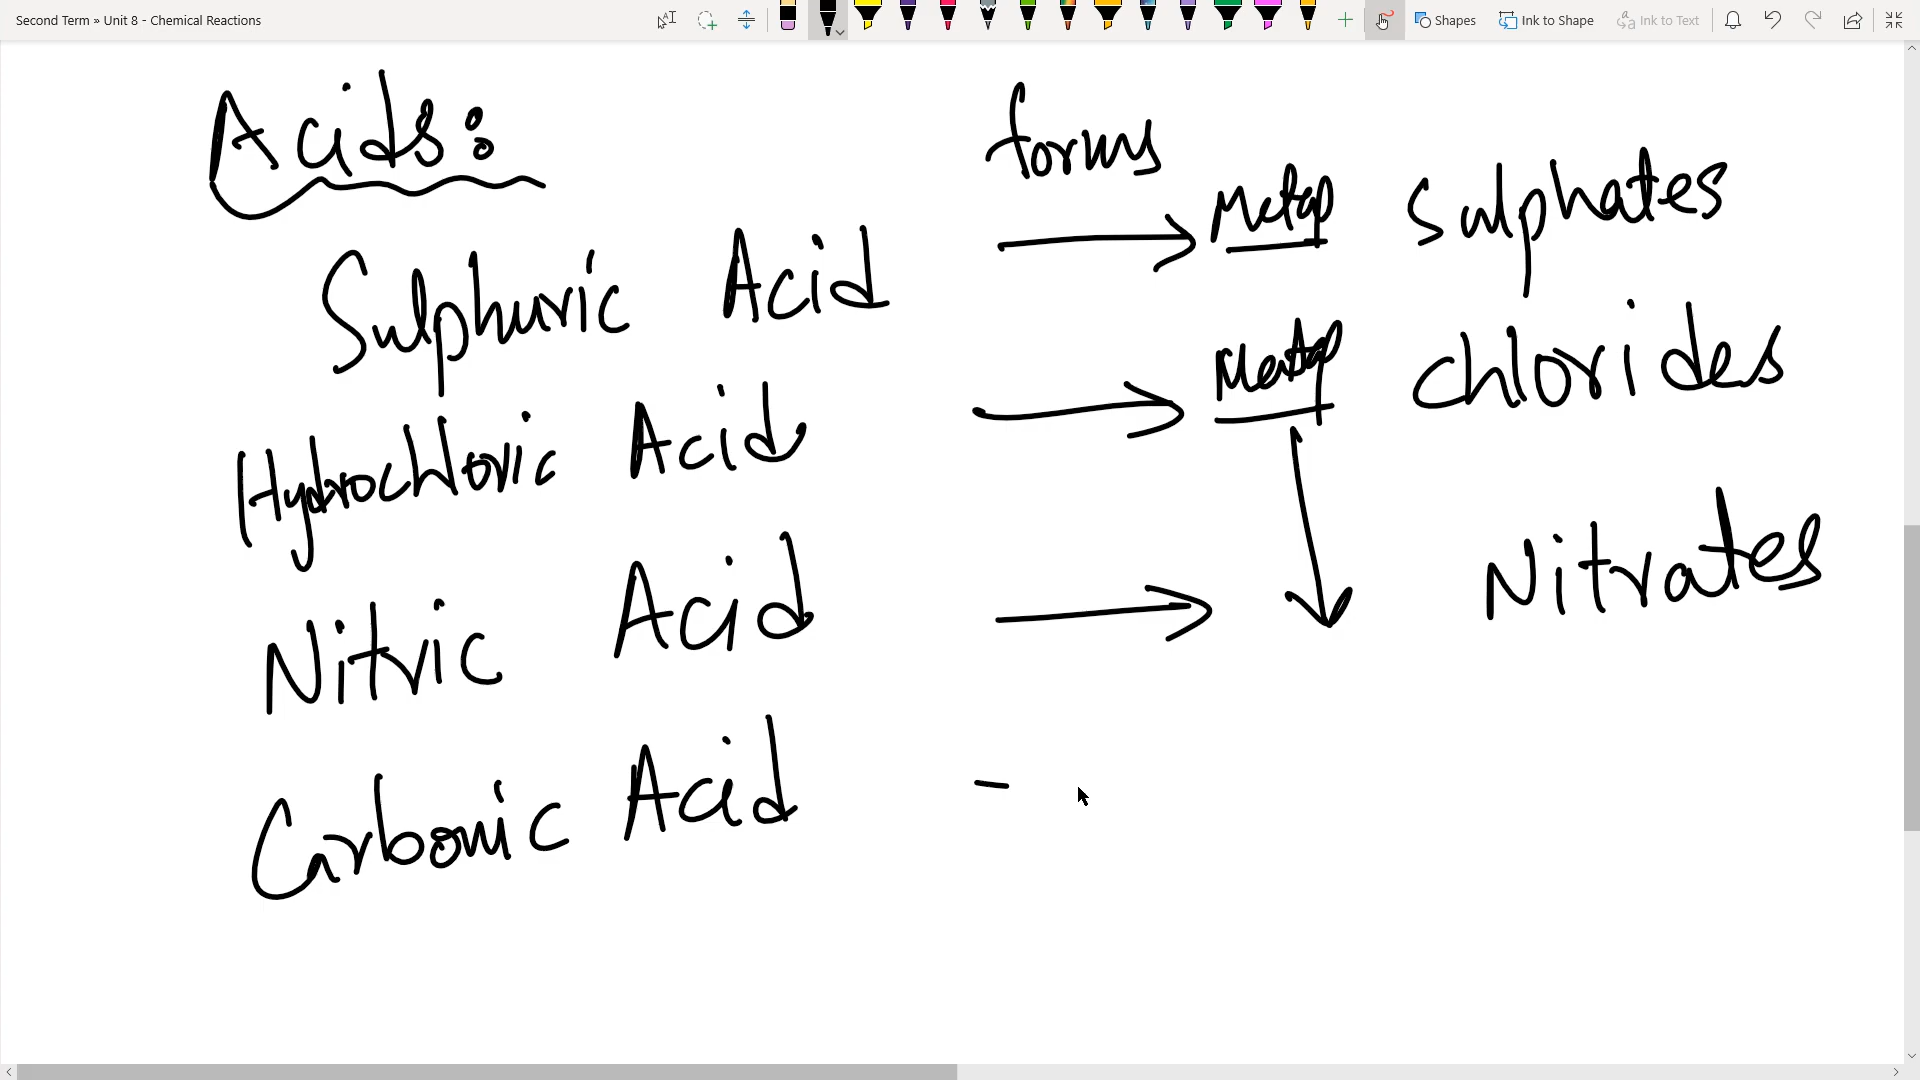 Second Term » Unit 8 - Chemical Reactions
Shapes
Ink to Shape
Ink to Text
Acids:
forms
Sulphuric Acid → Metal Sulphates
Hydrochloric Acid → Metal Chlorides
Nitric Acid → Nitrates
Carbonic Acid -